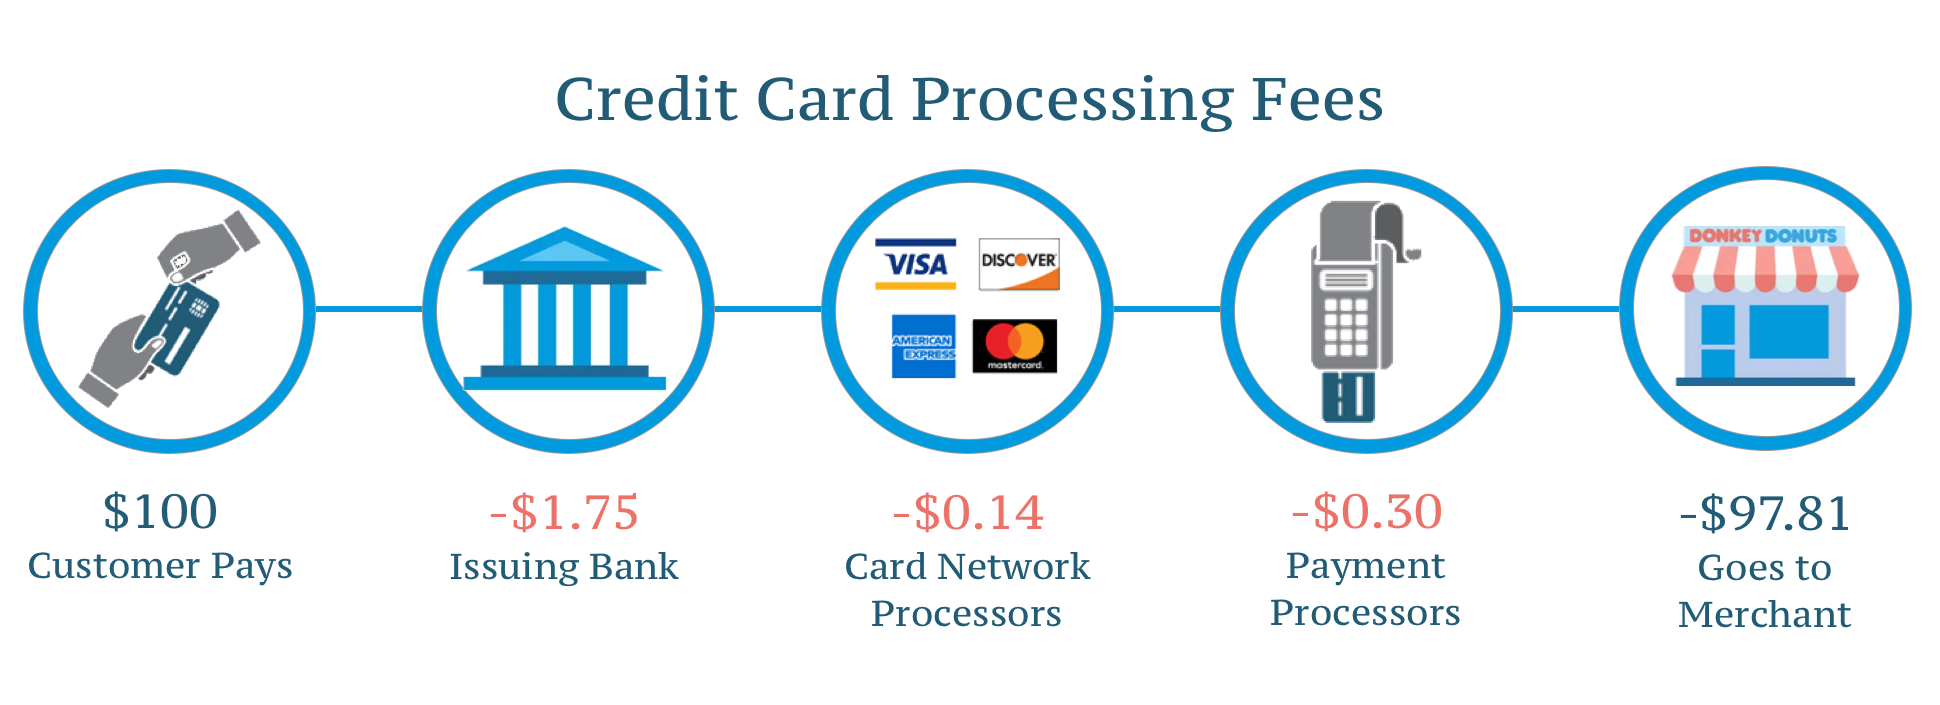 Credit Card Processing Fees
VISA
DISCOVER
AMERICAN
EXPRESS
mastercard.
DONKEY DONUTS
$100
Customer Pays
-$1.75
Issuing Bank
-$0.14
Card Network
Processors
-$0.30
Payment
Processors
-$97.81
Goes to
Merchant